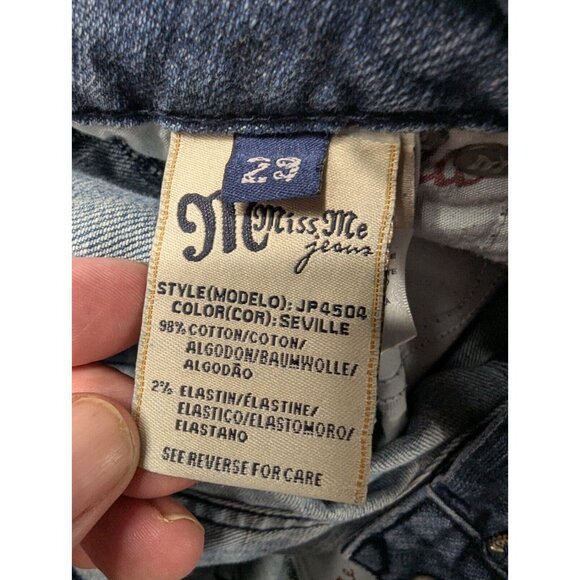 23
M Miss Me
jeans
STYLE(MODELO): JP4504
COLOR(COR): SEVILLE
98% COTTON/COTON/
ALGODON/BAUMWOLLE/
ALGODÃO
2% ELASTIN/ÉLASTINE/
ELASTICO/ELASTOMORO/
ELASTANO
SEE REVERSE FOR CARE